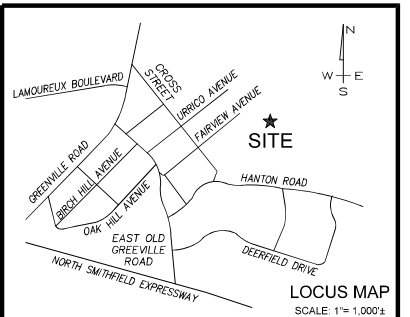 N
W E
S
LAMOUREUX BOULEVARD
CROSS
STREET
URRICO AVENUE
FAIRVIEW AVENUE
SITE
GREENVILLE ROAD
BIRCH HILL AVENUE
OAK HILL AVENUE
HANTON ROAD
EAST OLD
GREEVILLE
ROAD
DEERFIELD DRIVE
NORTH SMITHFIELD EXPRESSWAY
LOCUS MAP
SCALE: 1"= 1,000'±